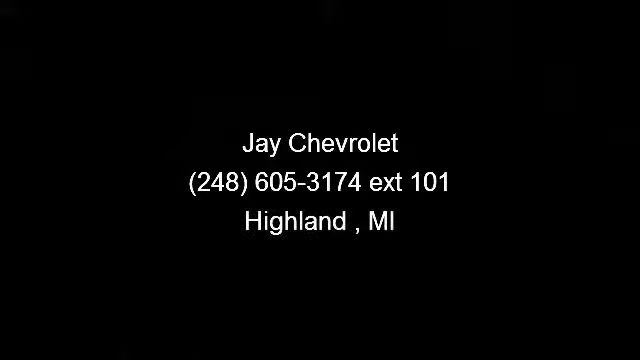 Jay Chevrolet
(248) 605-3174 ext 101
Highland , MI